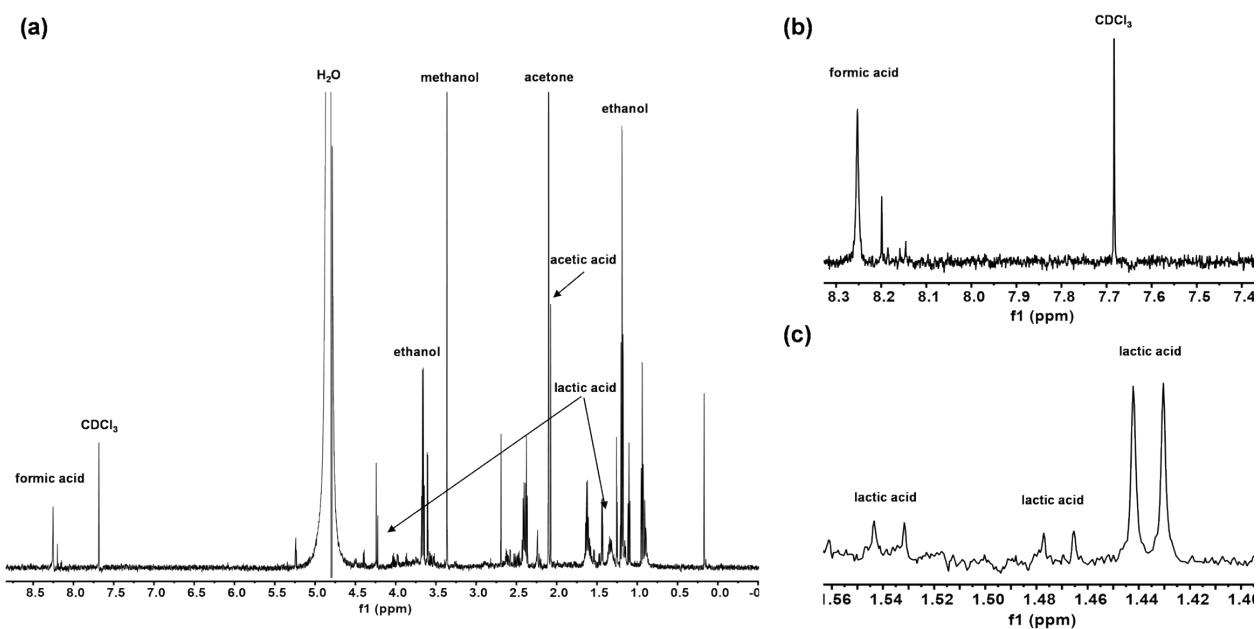 (a)
H₂O
methanol
acetone
ethanol
acetic acid
ethanol
lactic acid
CDCl₃
formic acid
8.5 8.0 7.5 7.0 6.5 6.0 5.5 5.0 4.5 4.0 3.5 3.0 2.5 2.0 1.5 1.0 0.5 0.0 -0
f1 (ppm)
(b)
CDCl₃
formic acid
8.3 8.2 8.1 8.0 7.9 7.8 7.7 7.6 7.5 7.4
f1 (ppm)
(c)
lactic acid
lactic acid
lactic acid
1.56 1.54 1.52 1.50 1.48 1.46 1.44 1.42 1.40
f1 (ppm)